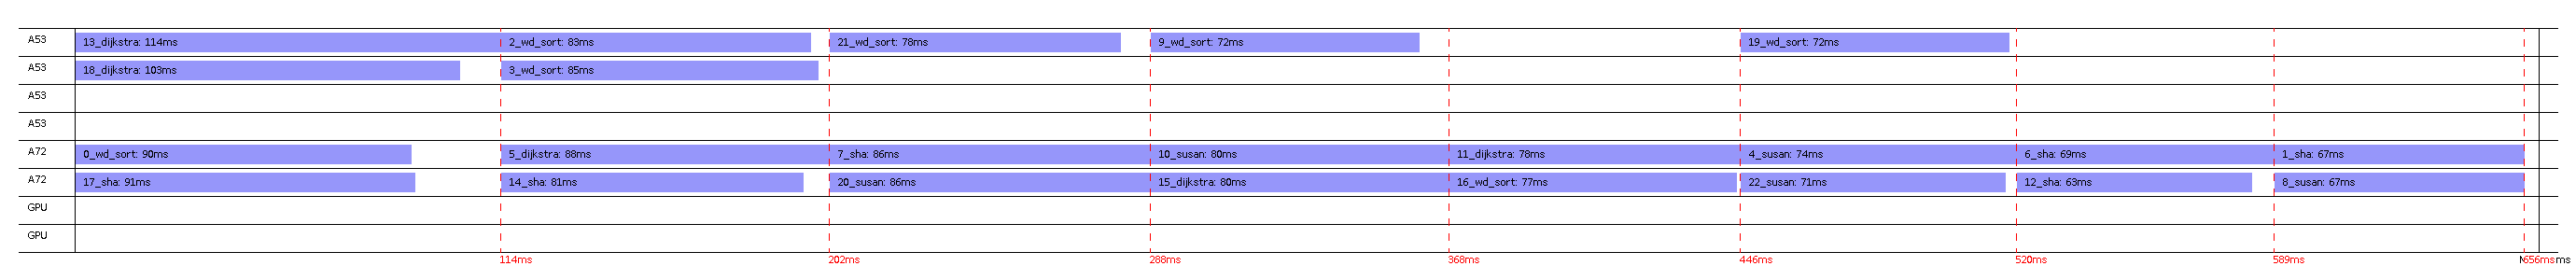 A53 13_dijkstra: 114ms 2_wd_sort: 83ms 21_wd_sort: 78ms 9_wd_sort: 72ms 19_wd_sort: 72ms
A53 18_dijkstra: 103ms 3_wd_sort: 85ms
A53
A53
A72 0_wd_sort: 90ms 5_dijkstra: 88ms 7_sha: 86ms 10_susan: 80ms 11_dijkstra: 78ms 4_susan: 74ms 6_sha: 69ms 1_sha: 67ms
A72 17_sha: 91ms 14_sha: 81ms 20_susan: 86ms 15_dijkstra: 80ms 16_wd_sort: 77ms 22_susan: 71ms 12_sha: 63ms 8_susan: 67ms
GPU
GPU
114ms 202ms 288ms 368ms 446ms 520ms 589ms 656ms